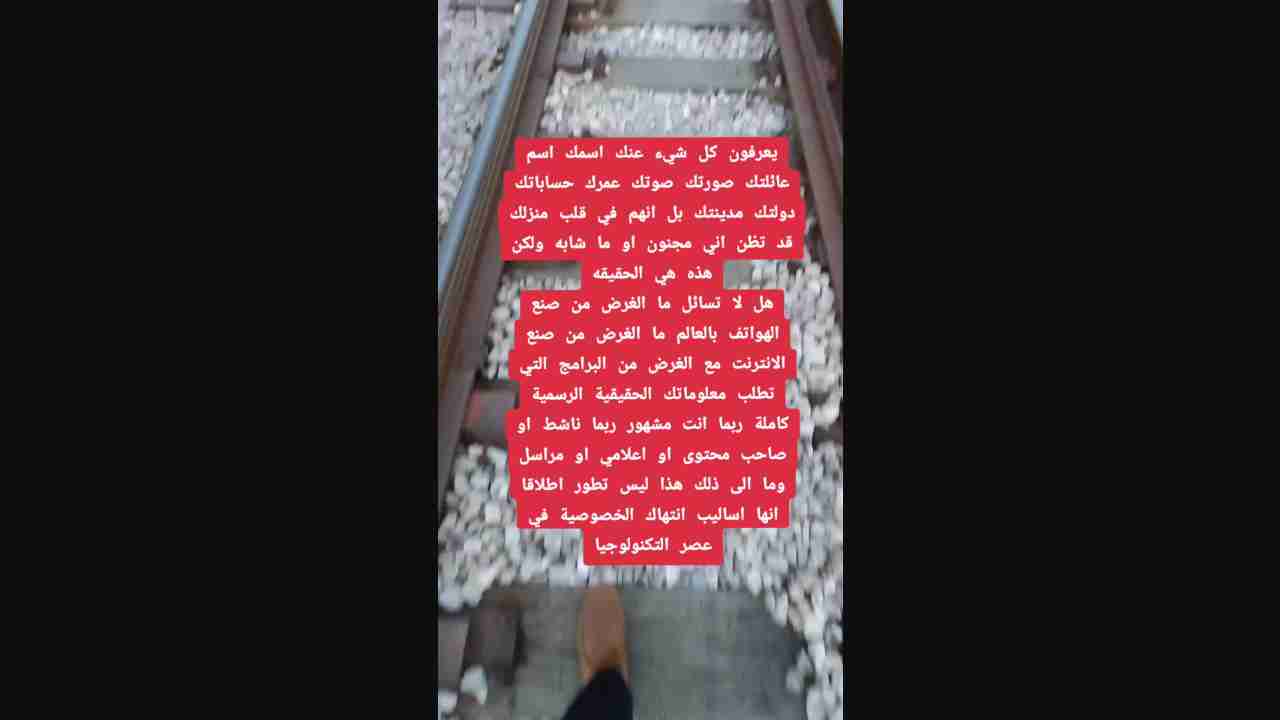 يعرفون كل شيء عنك اسمك اسم
عائلتك صورتك صوتك عمرك حساباتك
دولتك مدينتك بل انهم في قلب منزلك
قد تظن اني مجنون او ما شابه ولكن
هذه هي الحقيقه
هل لا تسائل ما الغرض من صنع
الهواتف بالعالم ما الغرض من صنع
الانترنت مع الغرض من البرامج التي
تطلب معلوماتك الحقيقية الرسمية
كاملة ربما انت مشهور ربما ناشط او
صاحب محتوى او اعلامي او مراسل
وما الى ذلك هذا ليس تطور اطلاقا
انها اساليب انتهاك الخصوصية في
عصر التكنولوجيا